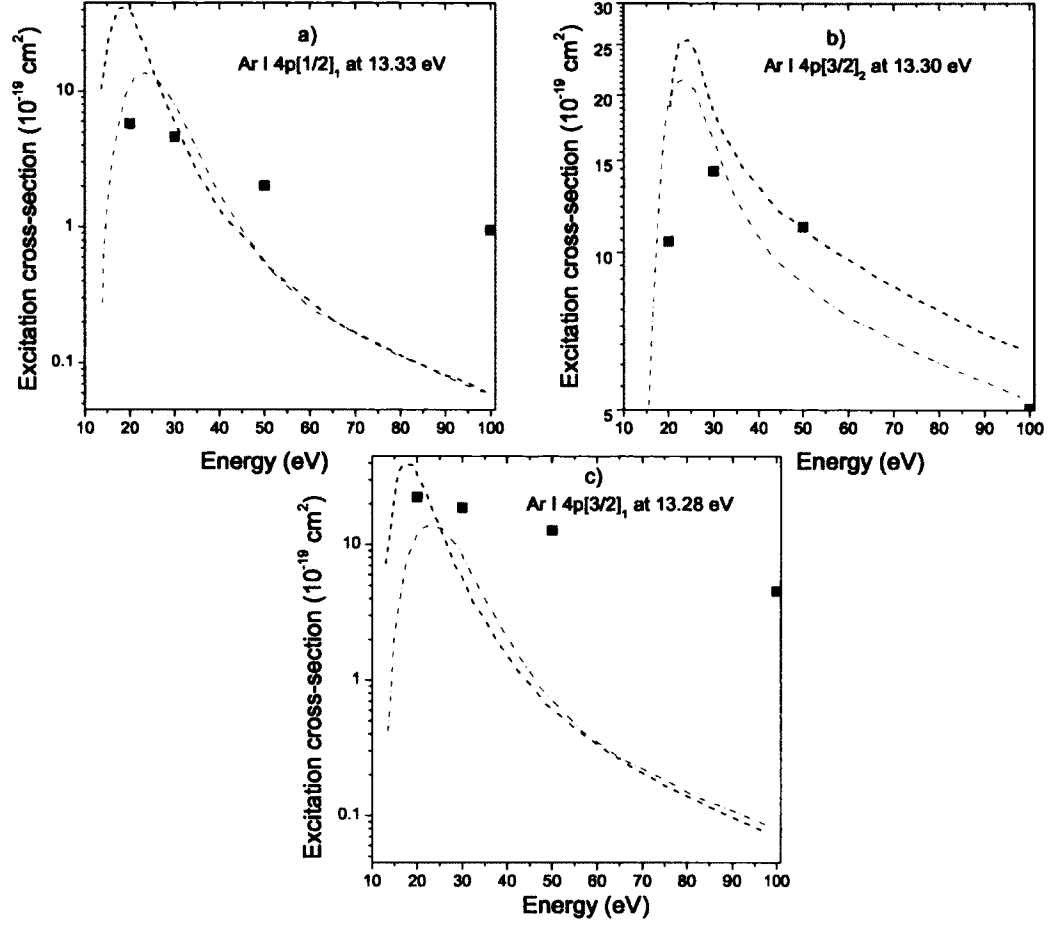 a)
Ar I 4p[1/2]1 at 13.33 eV
Excitation cross-section (10-19 cm2)
10
1
0.1
10 20 30 40 50 60 70 80 90 100
Energy (eV)
b)
Ar I 4p[3/2]2 at 13.30 eV
Excitation cross-section (10-19 cm2)
30
25
20
15
10
5
10 20 30 40 50 60 70 80 90 100
Energy (eV)
c)
Ar I 4p[3/2]1 at 13.28 eV
Excitation cross-section (10-19 cm2)
10
1
0.1
10 20 30 40 50 60 70 80 90 100
Energy (eV)